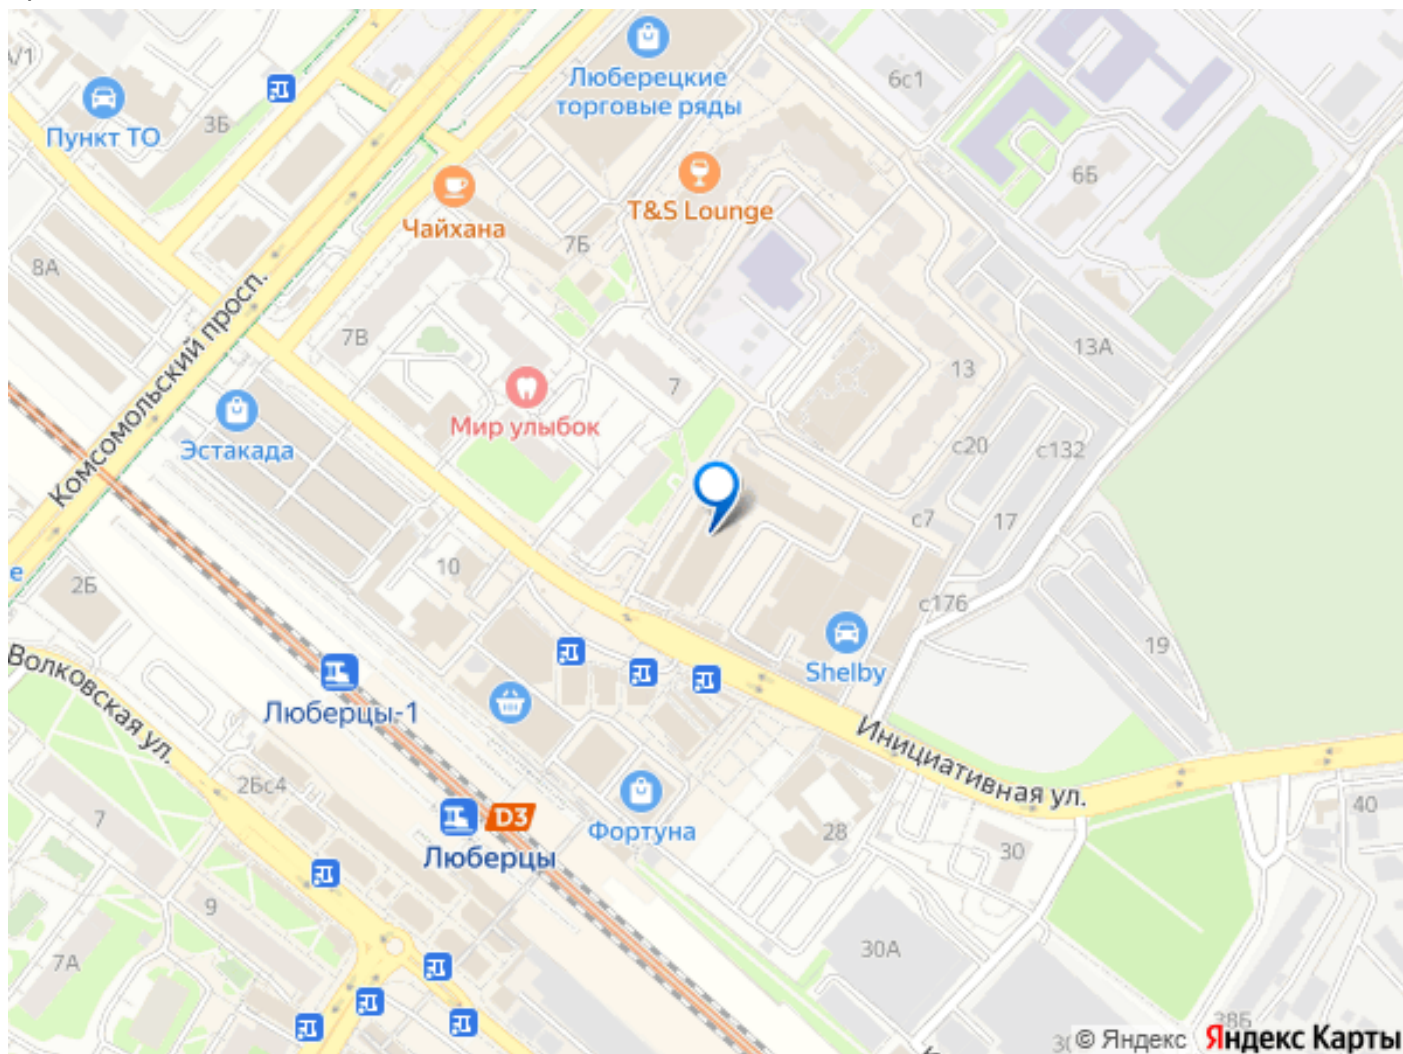 /1
Люберецкие
торговые ряды
6с1
Пункт ТО
3Б
6Б
T&S Lounge
Чайхана
7Б
8А
Комсомольский просп.
7В
13А
13
7
Мир улыбок
Эстакада
с20
с132
с7
17
10
е
2Б
с176
Shelby
19
Волковская ул.
Люберцы-1
Инициативная ул.
2Бс4
7
D3
Люберцы
Фортуна
28
40
30
9
30А
7А
38Б
© Яндекс
Яндекс Карты